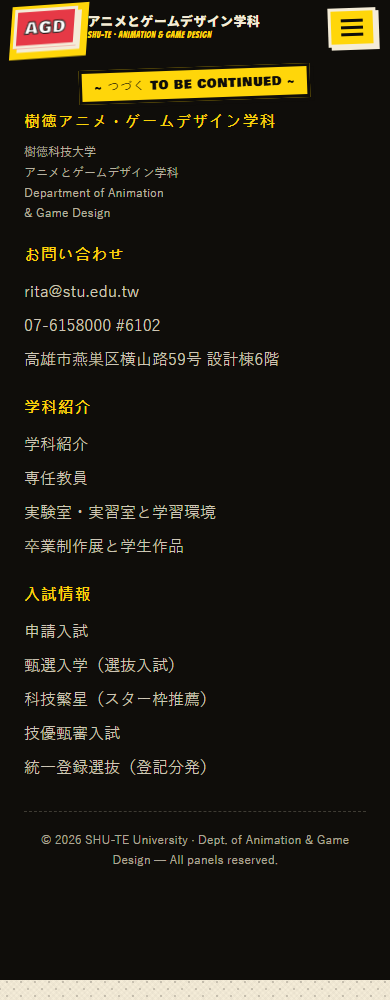 AGD
アニメとゲームデザイン学科
SHU-TE · ANIMATION & GAME DESIGN
~ つづく TO BE CONTINUED ~
樹徳アニメ・ゲームデザイン学科
樹德科技大学
アニメとゲームデザイン学科
Department of Animation
& Game Design
お問い合わせ
rita@stu.edu.tw
07-6158000 #6102
高雄市燕巣区横山路59号 設計棟6階
学科紹介
学科紹介
専任教員
実験室・実習室と学習環境
卒業制作展と学生作品
入試情報
申請入試
甄選入学（選抜入試）
科技繁星（スター枠推薦）
技優甄審入試
統一登録選抜（登記分発）
© 2026 SHU-TE University · Dept. of Animation & Game
Design — All panels reserved.